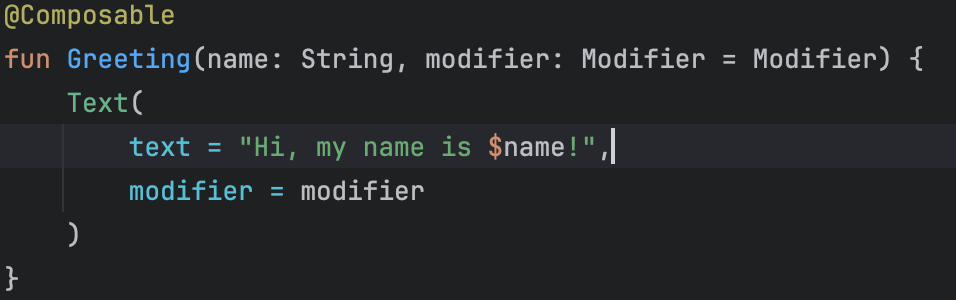 @Composable
fun Greeting(name: String, modifier: Modifier = Modifier) {
    Text(
        text = "Hi, my name is $name!",
        modifier = modifier
    )
}